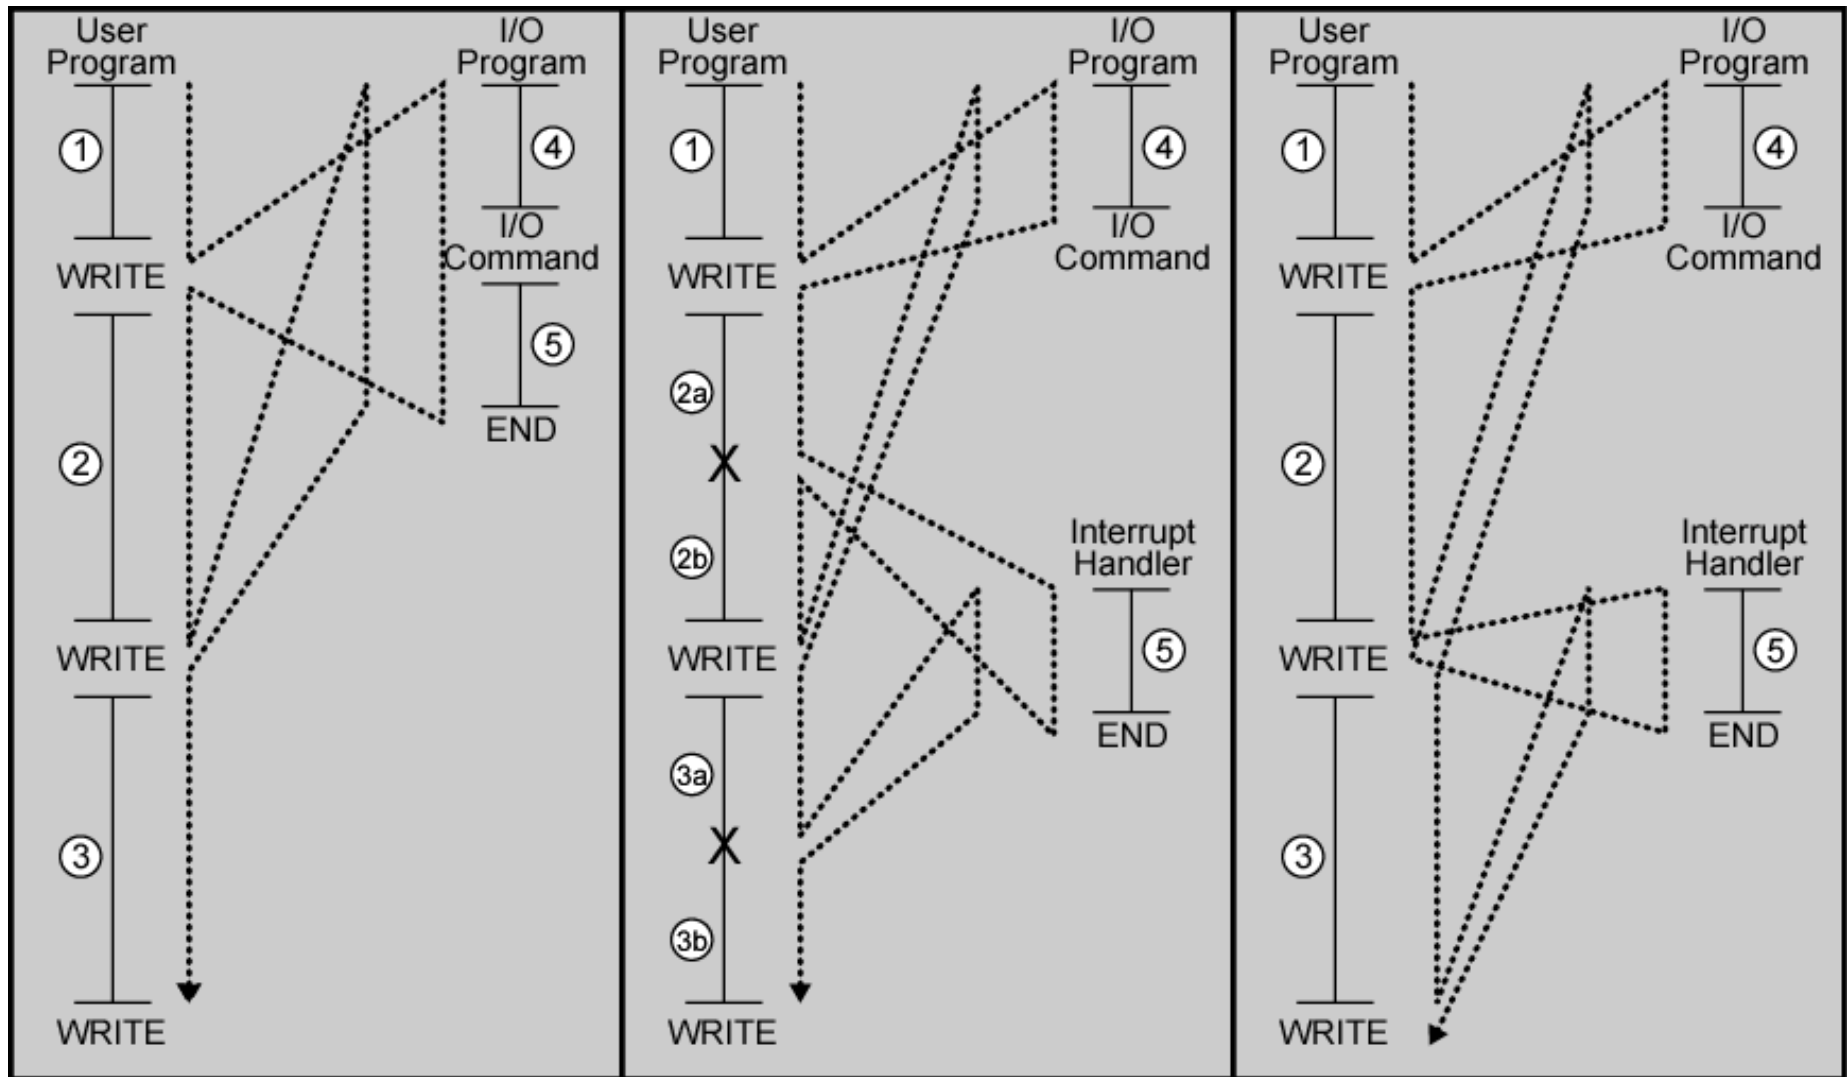 User
Program
I/O
Program
1
4
WRITE
I/O
Command
5
END
2
WRITE
3
WRITE
User
Program
I/O
Program
1
4
WRITE
I/O
Command
2a
X
2b
Interrupt
Handler
WRITE
5
END
3a
X
3b
WRITE
User
Program
I/O
Program
1
4
WRITE
I/O
Command
2
Interrupt
Handler
WRITE
5
END
3
WRITE